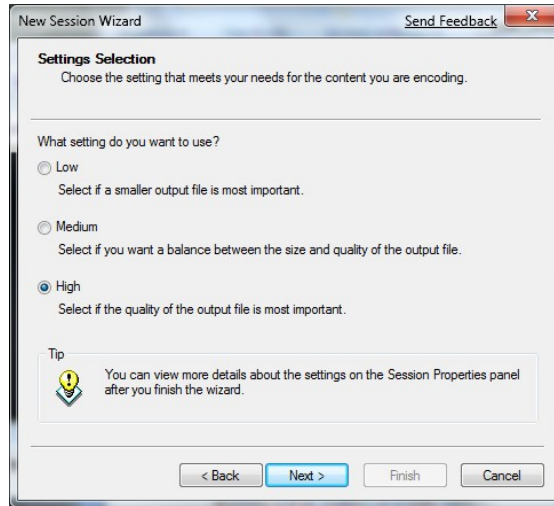 New Session Wizard Send Feedback X
Settings Selection
Choose the setting that meets your needs for the content you are encoding.
What setting do you want to use?
Low
Select if a smaller output file is most important.
Medium
Select if you want a balance between the size and quality of the output file.
High
Select if the quality of the output file is most important.
Tip
You can view more details about the settings on the Session Properties panel
after you finish the wizard.
< Back Next > Finish Cancel